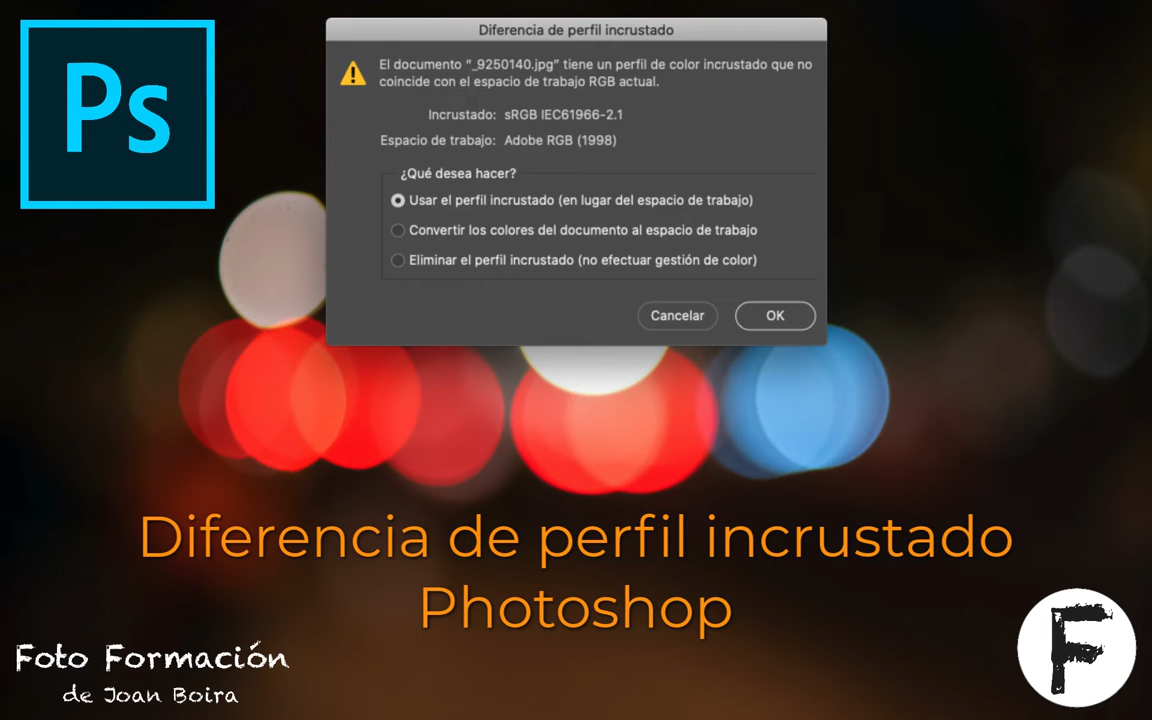 Ps
Diferencia de perfil incrustado
El documento “_9250140.jpg” tiene un perfil de color incrustado que no
coincide con el espacio de trabajo RGB actual.
Incrustado: sRGB IEC61966-2.1
Espacio de trabajo: Adobe RGB (1998)
¿Qué desea hacer?
Usar el perfil incrustado (en lugar del espacio de trabajo)
Convertir los colores del documento al espacio de trabajo
Eliminar el perfil incrustado (no efectuar gestión de color)
Cancelar OK
Diferencia de perfil incrustado
Photoshop
Foto Formación
de Joan Boira
F